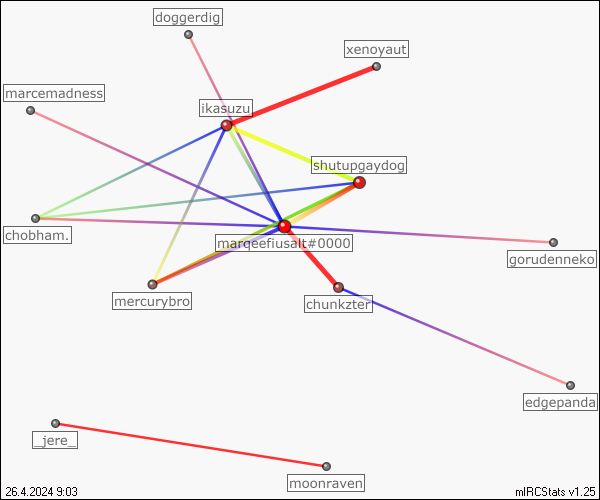 doggerdig
xenoyaut
marcemadness
ikasuzu
shutupgaydog
chobham.
marqeefiusalt#0000
gorudenneko
mercurybro
chunkzter
edgepanda
_jere_
moonraven
26.4.2024 9:03
mIRCStats v1.25